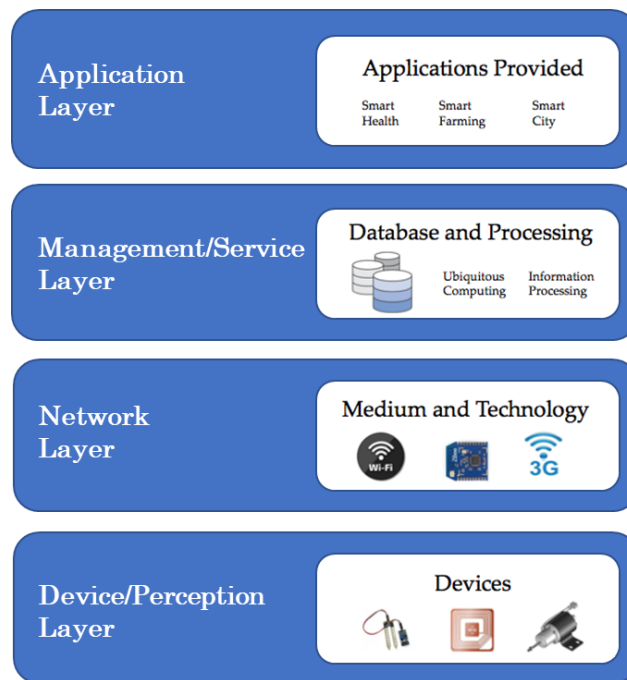 Application
Layer
Applications Provided
Smart
Health
Smart
Farming
Smart
City
Management/Service
Layer
Database and Processing
Ubiquitous
Computing
Information
Processing
Network
Layer
Medium and Technology
Wi-Fi
3G
Device/Perception
Layer
Devices